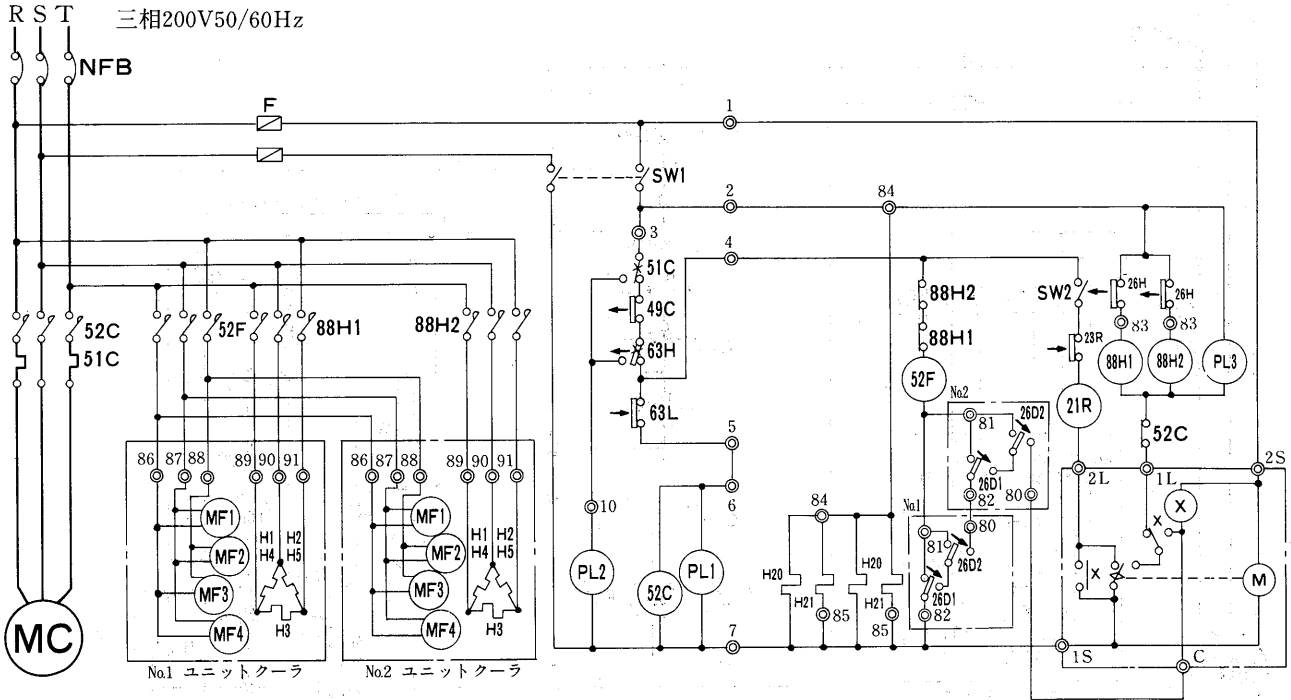 R S T 三相200V50/60Hz
NFB
F
1
SW1
2
84
3
4
51C
49C
63H
63L
88H2
88H1
52F
SW2
26H
26H
83
83
23R
88H1
88H2
PL3
21R
52C
52C
51C
52F
88H1
88H2
No.2
81
26D2
26D1
82
80
5
6
10
PL2
52C
PL1
7
84
H20
H21
85
H20
H21
85
No.1
81
80
26D2
26D1
82
2L
1L
2S
X
X
X
M
1S
C
86
87
88
89
90
91
MF1
MF2
MF3
MF4
H1
H4
H2
H5
H3
86
87
88
89
90
91
MF1
MF2
MF3
MF4
H1
H4
H2
H5
H3
MC
No.1 ユニットクーラ
No.2 ユニットクーラ